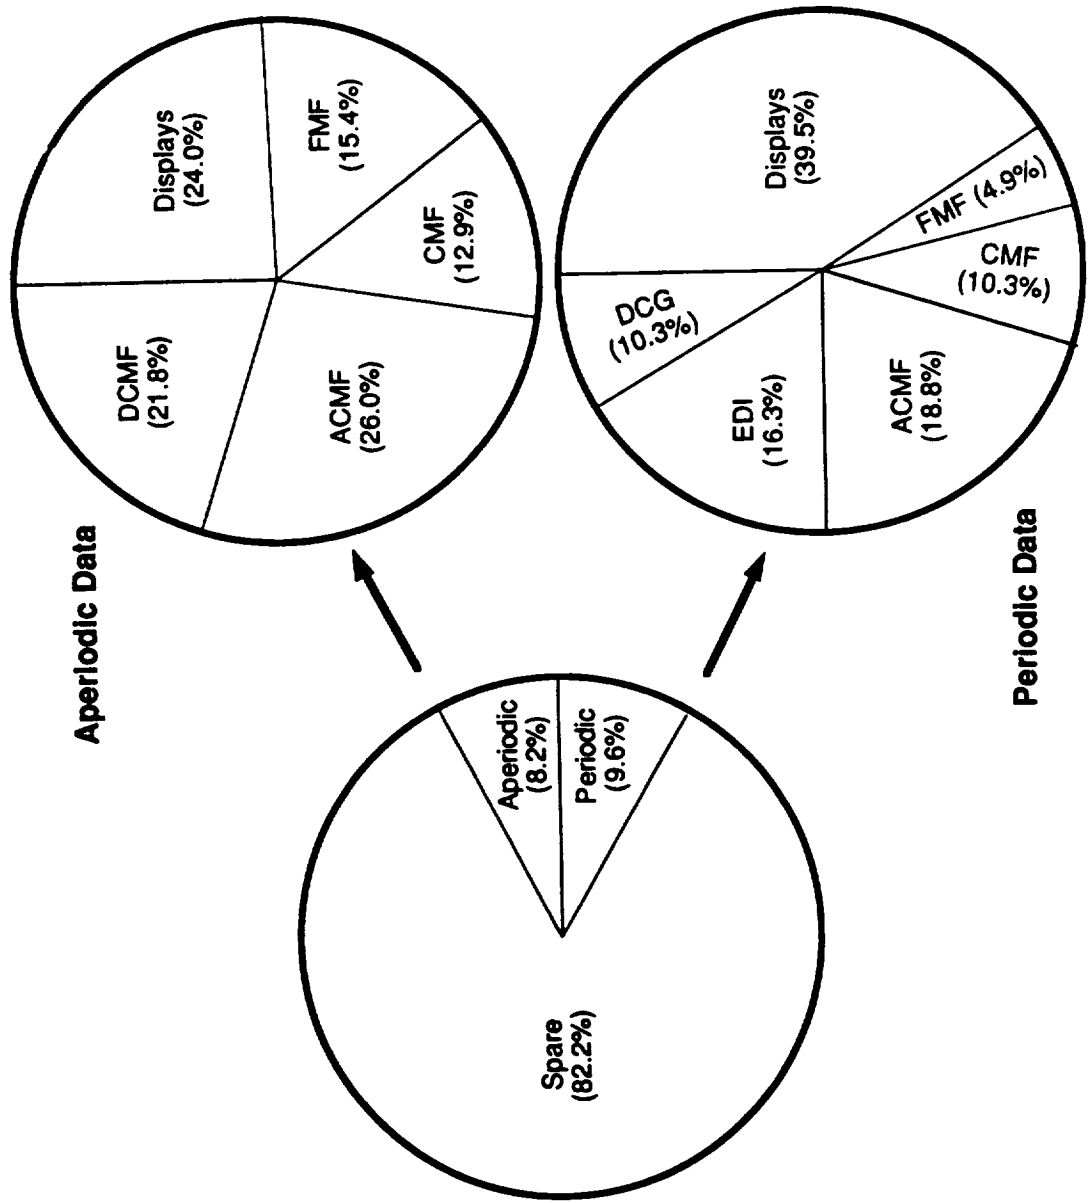 Aperiodic Data
DCMF
(21.8%)
Displays
(24.0%)
FMF
(15.4%)
CMF
(12.9%)
ACMF
(26.0%)
Spare
(82.2%)
Aperiodic
(8.2%)
Periodic
(9.6%)
DCG
(10.3%)
Displays
(39.5%)
EDI
(16.3%)
FMF (4.9%)
CMF
(10.3%)
ACMF
(18.8%)
Periodic Data